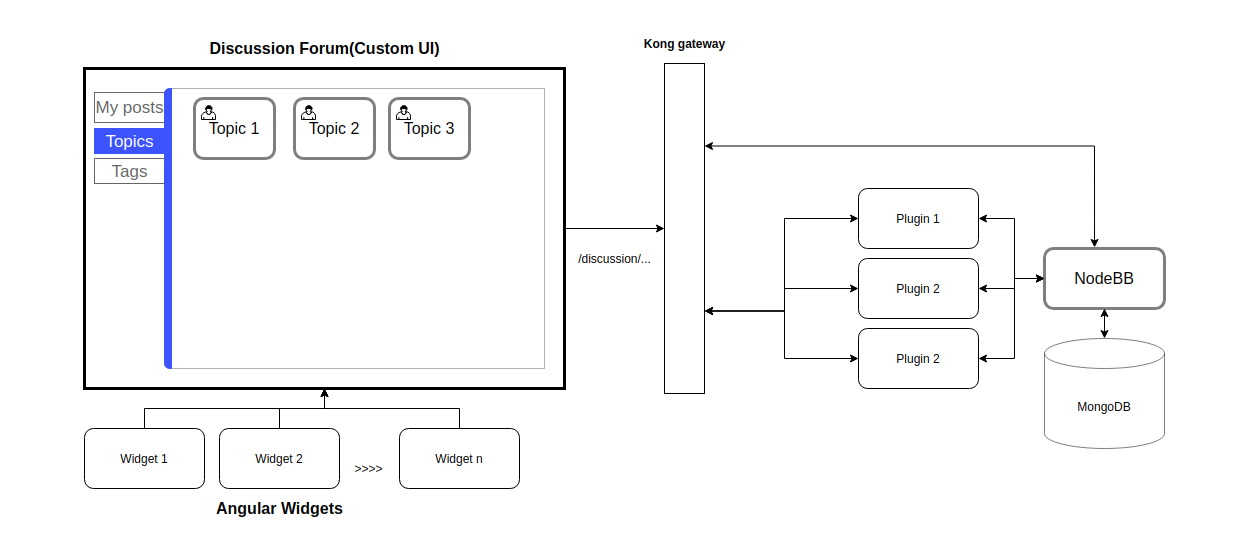 Discussion Forum(Custom UI)
My posts
Topics
Tags
Topic 1
Topic 2
Topic 3
/discussion/...
Kong gateway
Plugin 1
Plugin 2
Plugin 2
NodeBB
MongoDB
Widget 1
Widget 2
>>>>
Widget n
Angular Widgets